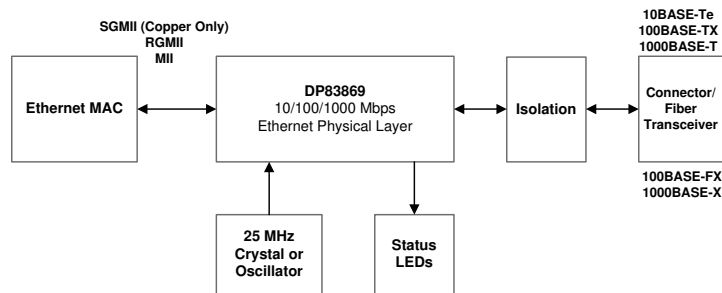 SGMII (Copper Only)
RGMII
MII
10BASE-Te
100BASE-TX
1000BASE-T
Ethernet MAC
DP83869
10/100/1000 Mbps
Ethernet Physical Layer
Isolation
Connector/
Fiber
Transceiver
100BASE-FX
1000BASE-X
25 MHz
Crystal or
Oscillator
Status
LEDs